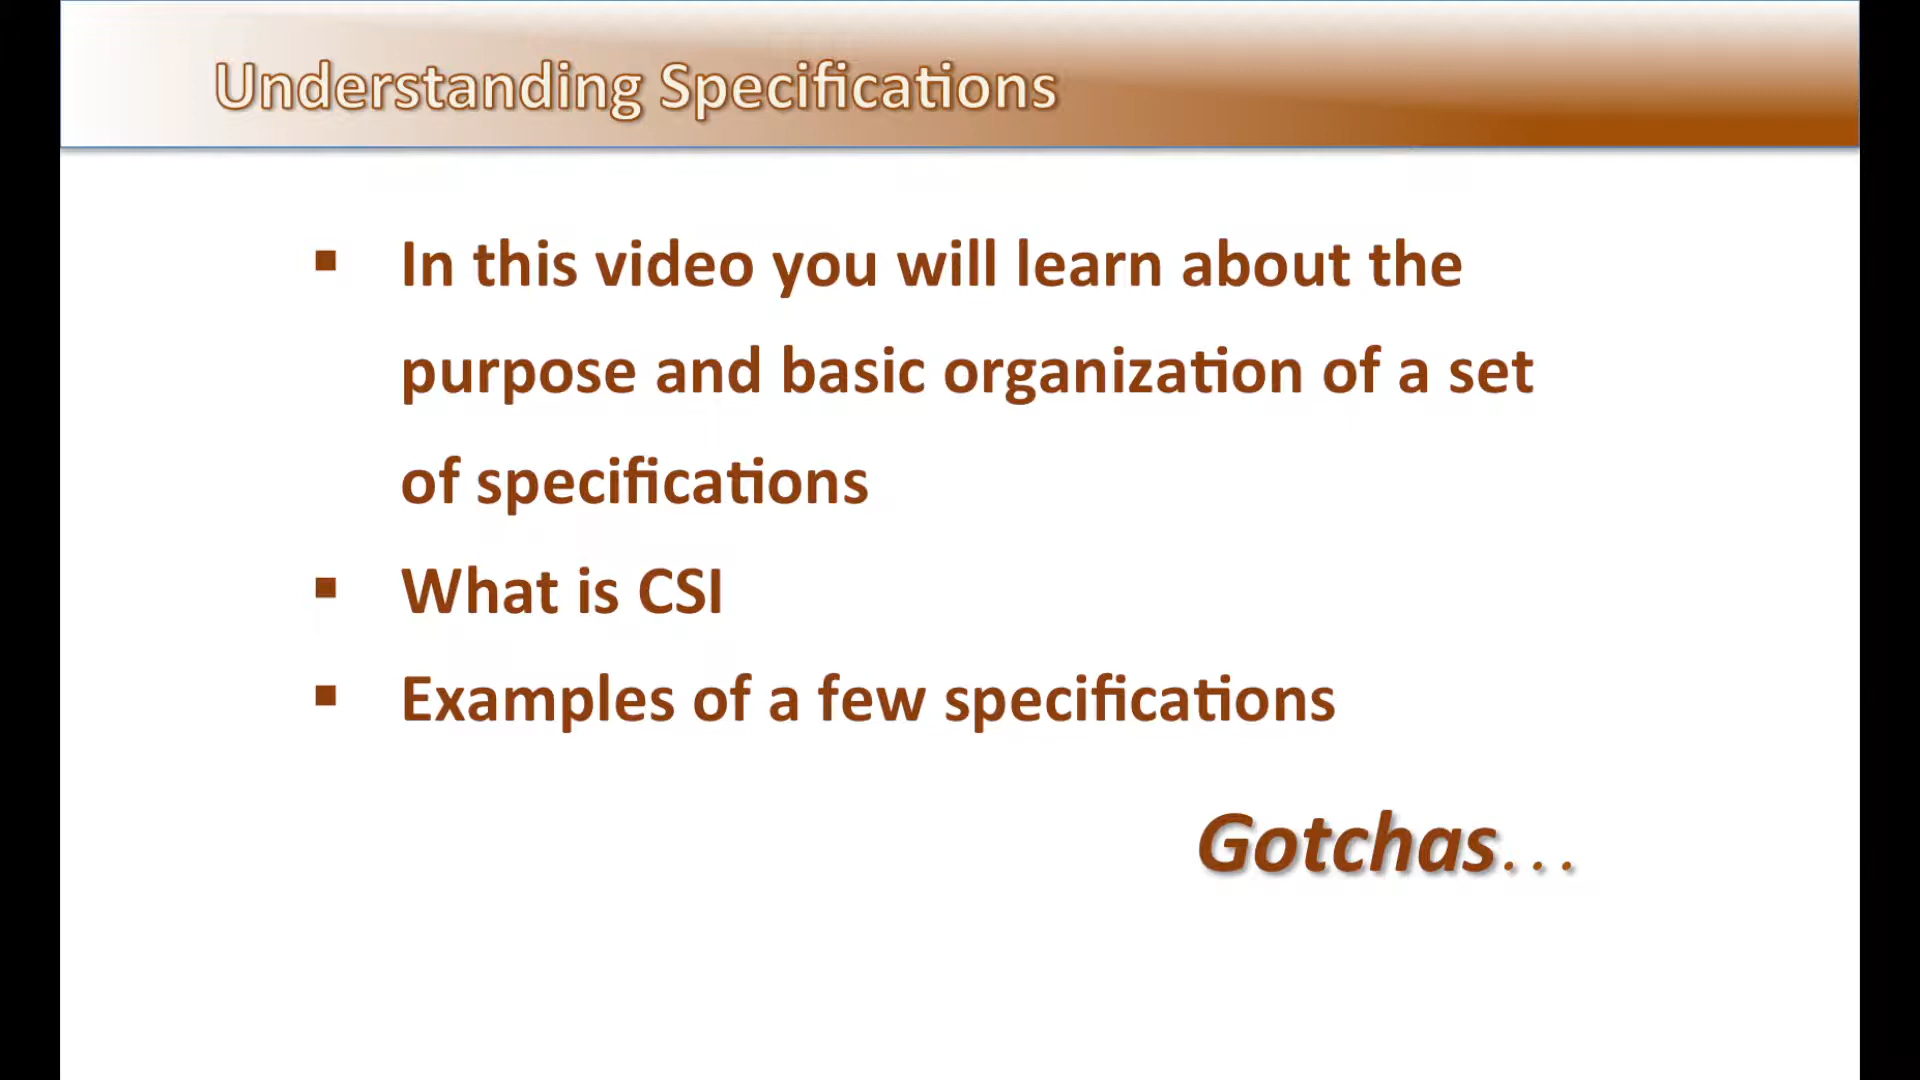 Understanding Specifications
▪ In this video you will learn about the
purpose and basic organization of a set
of specifications
▪ What is CSI
▪ Examples of a few specifications
Gotchas...